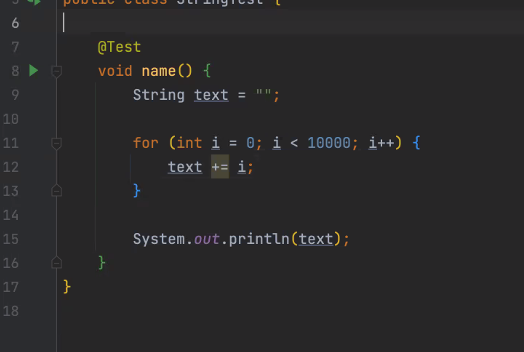 5 public class StringTest {
6
7 @Test
8 void name() {
9 String text = "";
10
11 for (int i = 0; i < 10000; i++) {
12 text += i;
13 }
14
15 System.out.println(text);
16 }
17 }
18